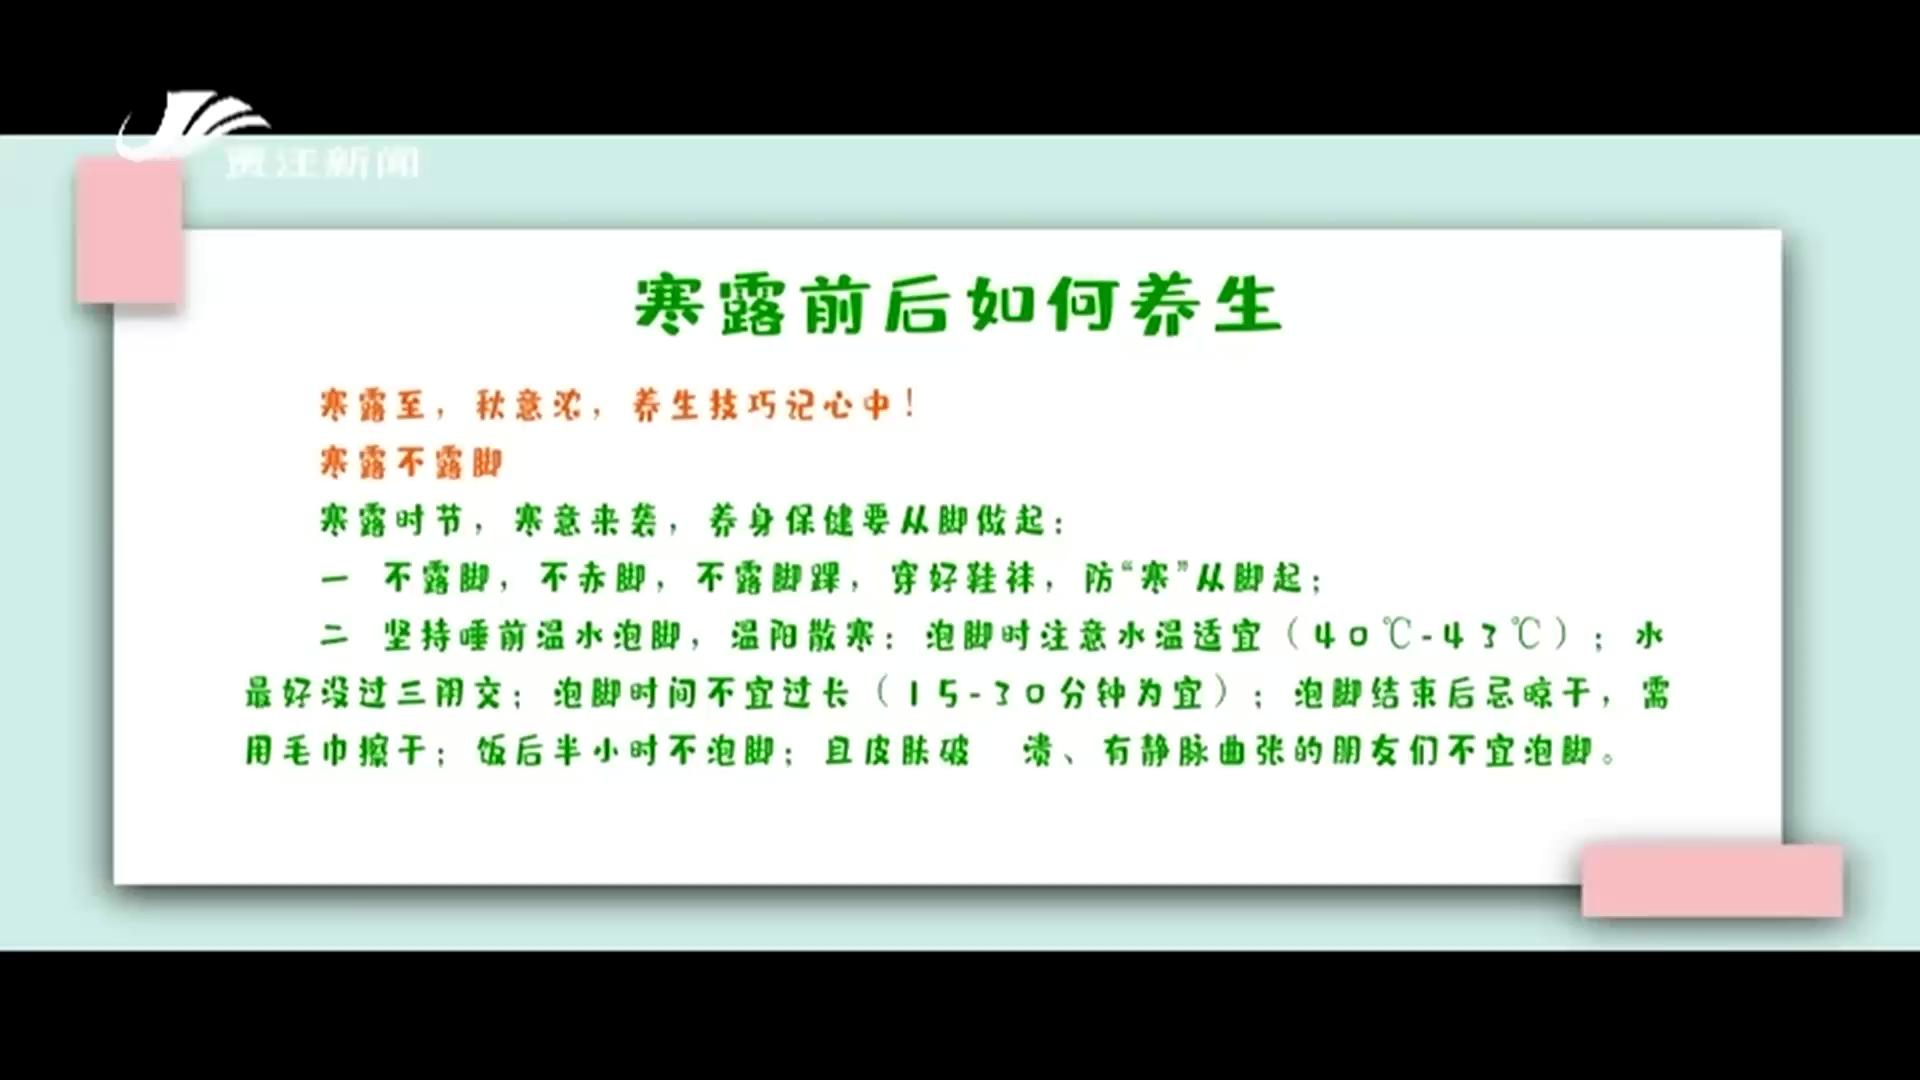 贾汪新闻
寒露前后如何养生
寒露至，秋意浓，养生技巧记心中！
寒露不露脚
寒露时节，寒意来袭，养身保健要从脚做起：
一 不露脚，不赤脚，不露脚踝，穿好鞋袜，防“寒”从脚起；
二 坚持睡前温水泡脚，温阳散寒：泡脚时注意水温适宜（40℃-43℃）；水
最好没过三阴交；泡脚时间不宜过长（15-30分钟为宜）；泡脚结束后忌晾干，需
用毛巾擦干；饭后半小时不泡脚；且皮肤破 溃、有静脉曲张的朋友们不宜泡脚。